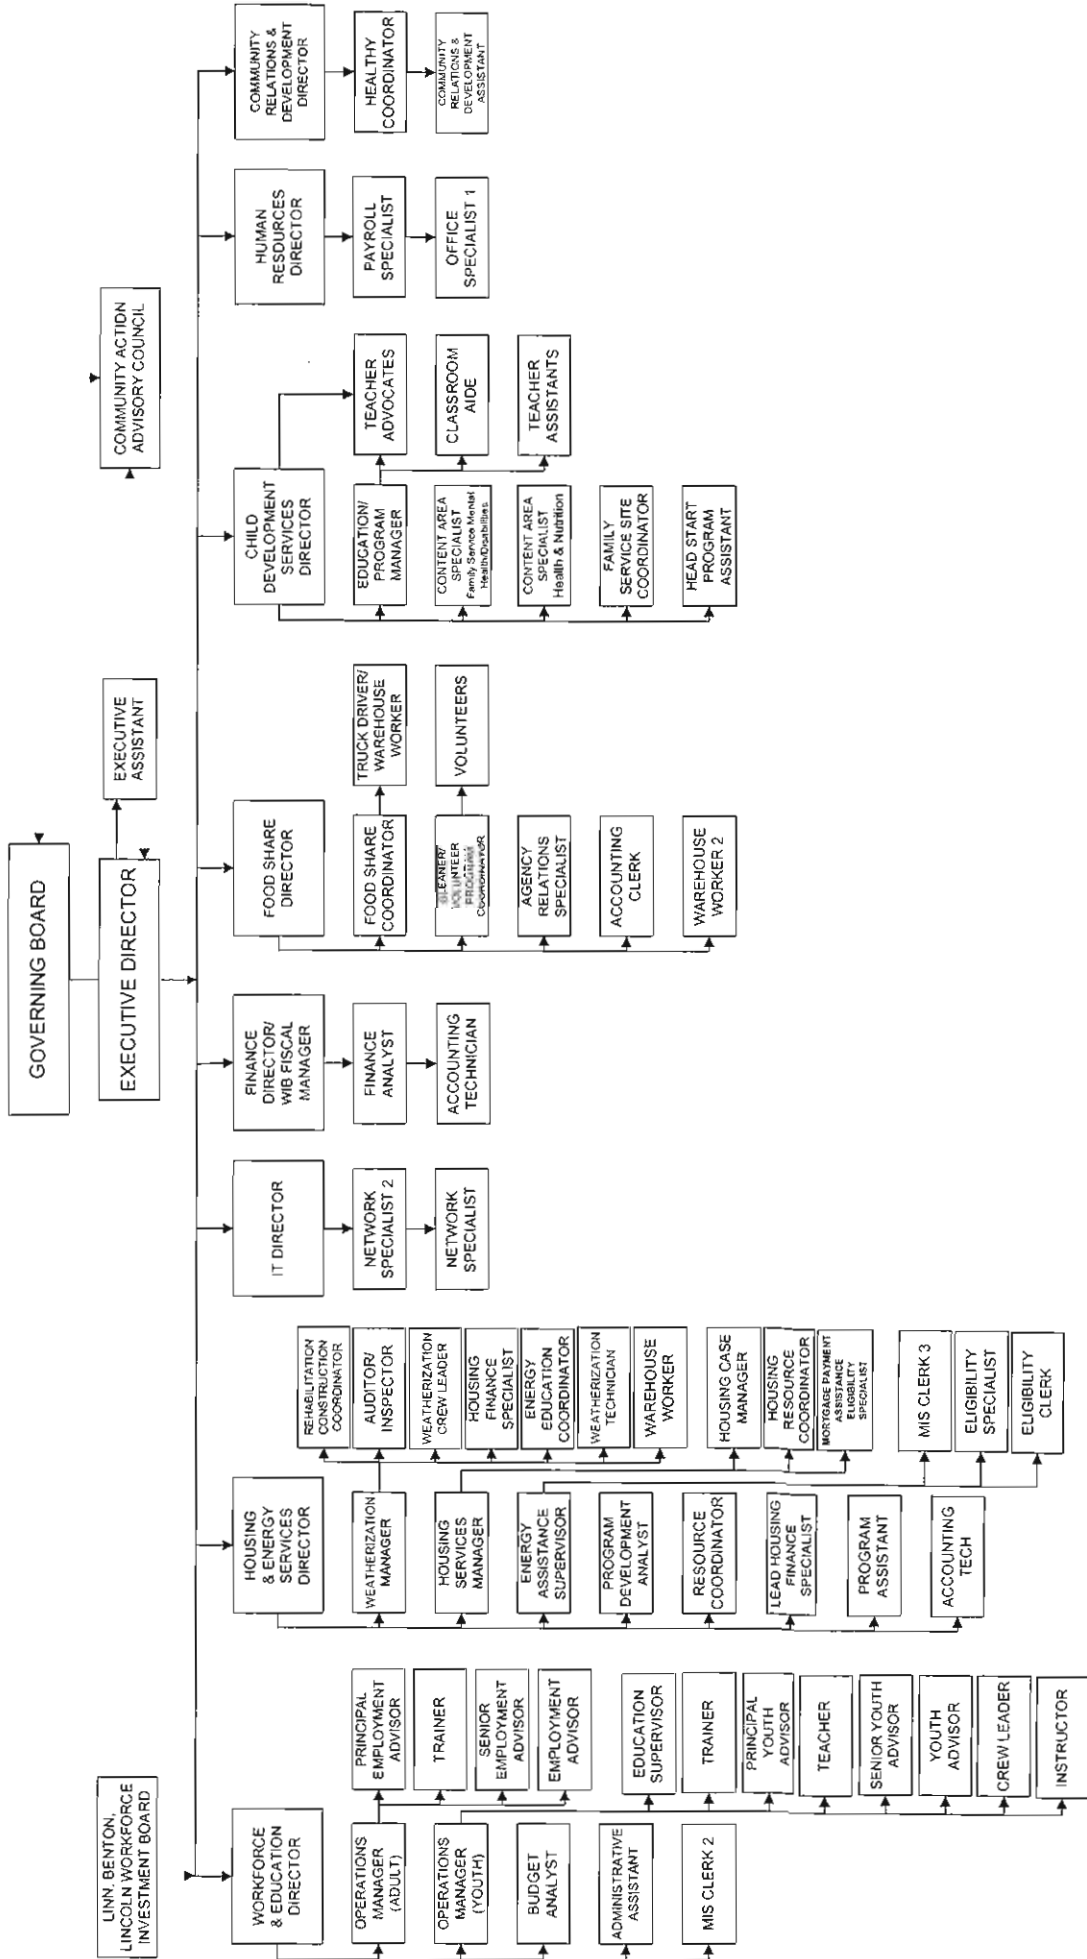 GOVERNING BOARD
EXECUTIVE DIRECTOR
EXECUTIVE
ASSISTANT
COMMUNITY ACTION
ADVISORY COUNCIL
LINN, BENTON,
LINCOLN WORKFORCE
INVESTMENT BOARD
WORKFORCE
& EDUCATION
DIRECTOR
OPERATIONS
MANAGER
(ADULT)
OPERATIONS
MANAGER
(YOUTH)
BUDGET
ANALYST
ADMINISTRATIVE
ASSISTANT
MIS CLERK 2
PRINCIPAL
EMPLOYMENT
ADVISOR
TRAINER
SENIOR
EMPLOYMENT
ADVISOR
EMPLOYMENT
ADVISOR
EDUCATION
SUPERVISOR
TRAINER
PRINCIPAL
YOUTH
ADVISOR
TEACHER
SENIOR YOUTH
ADVISOR
YOUTH
ADVISOR
CREW LEADER
INSTRUCTOR
HOUSING
& ENERGY
SERVICES
DIRECTOR
WEATHERIZATION
MANAGER
HOUSING
SERVICES
MANAGER
ENERGY
ASSISTANCE
SUPERVISOR
PROGRAM
DEVELOPMENT
ANALYST
RESOURCE
COORDINATOR
LEAD HOUSING
FINANCE
SPECIALIST
PROGRAM
ASSISTANT
ACCOUNTING
TECH
REHABILITATION
CONSTRUCTION
COORDINATOR
AUDITOR/
INSPECTOR
WEATHERIZATION
CREW LEADER
HOUSING
FINANCE
SPECIALIST
ENERGY
EDUCATION
COORDINATOR
WEATHERIZATION
TECHNICIAN
WAREHOUSE
WORKER
HOUSING CASE
MANAGER
HOUSING
RESOURCE
COORDINATOR
MORTGAGE PAYMENT
ASSISTANCE
ELIGIBILITY
SPECIALIST
MIS CLERK 3
ELIGIBILITY
SPECIALIST
ELIGIBILITY
CLERK
IT DIRECTOR
NETWORK
SPECIALIST 2
NETWORK
SPECIALIST
FINANCE
DIRECTOR/
WIB FISCAL
MANAGER
FINANCE
ANALYST
ACCOUNTING
TECHNICIAN
FOOD SHARE
DIRECTOR
FOOD SHARE
COORDINATOR
GLEANER/
VOLUNTEER
PROGRAM
COORDINATOR
AGENCY
RELATIONS
SPECIALIST
ACCOUNTING
CLERK
WAREHOUSE
WORKER 2
TRUCK DRIVER/
WAREHOUSE
WORKER
VOLUNTEERS
CHILD
DEVELOPMENT
SERVICES
DIRECTOR
EDUCATION/
PROGRAM
MANAGER
CONTENT AREA
SPECIALIST
Family Service Mental
Health/Disabilities
CONTENT AREA
SPECIALIST
Health & Nutrition
FAMILY
SERVICE SITE
COORDINATOR
HEAD START
PROGRAM
ASSISTANT
TEACHER
ADVOCATES
CLASSROOM
AIDE
TEACHER
ASSISTANTS
HUMAN
RESOURCES
DIRECTOR
PAYROLL
SPECIALIST
OFFICE
SPECIALIST 1
COMMUNITY
RELATIONS &
DEVELOPMENT
DIRECTOR
HEALTHY
COORDINATOR
COMMUNITY
RELATIONS &
DEVELOPMENT
ASSISTANT